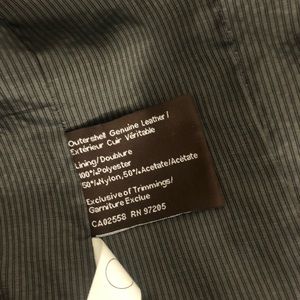 Outershell Genuine Leather/
Extérieur Cuir Véritable
Lining/Doublure
100%Polyester
50%Nylon,50%Acetate/Acétate
Exclusive of Trimmings/
Garniture Exclue
CA02558 RN 97205